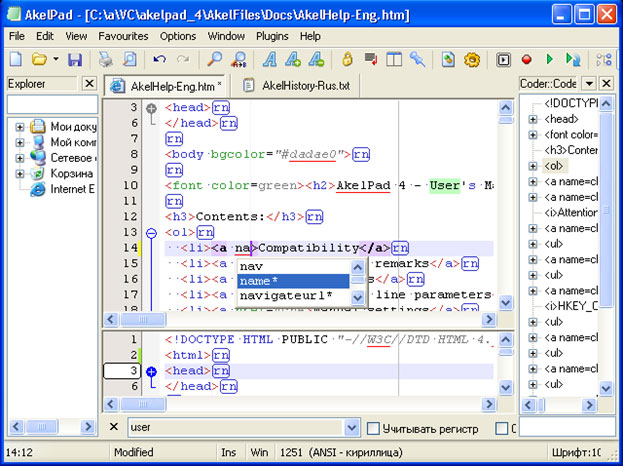 AkelPad - [C:\a\VC\akelpad_4\AkelFiles\Docs\AkelHelp-Eng.htm]
File Edit View Favourites Options Window Plugins Help
Explorer
Мои доку
Мой комп
Сетевое
Корзина
Internet E
AkelHelp-Eng.htm * AkelHistory-Rus.txt
3 <head>rn
6 </head>rn
7 rn
8 <body bgcolor="#dadae0">rn
9 rn
10 <font color=green><h2>AkelPad 4 - User's Ma
11 rn
12 <h3>Contents:</h3>rn
13 <ol>rn
14 <li><a na>Compatibility</a>rn
15 <li><a remarks</a>rn
16 <li><a s</a>rn
17 <li><a line parameters
18 <li><a settings</a>rn
nav
name*
navigateurl*
1 <!DOCTYPE HTML PUBLIC "-//W3C//DTD HTML 4.
2 <html>rn
3 <head>rn
6 </head>rn
Coder::Code
<!DOCTYPE
<head>
<font color=
<h3>Conter
<ol>
<a name=cl
<a name=cl
<i>Attention
<a name=cl
<ul>
<a name=cl
<ul>
<a name=cl
<i>HKEY_C
<ul>
<a name=cl
<ul>
<a name=cl
<ul>
user
Учитывать регистр
С
14:12 Modified Ins Win 1251 (ANSI - кириллица) Шрифт:10